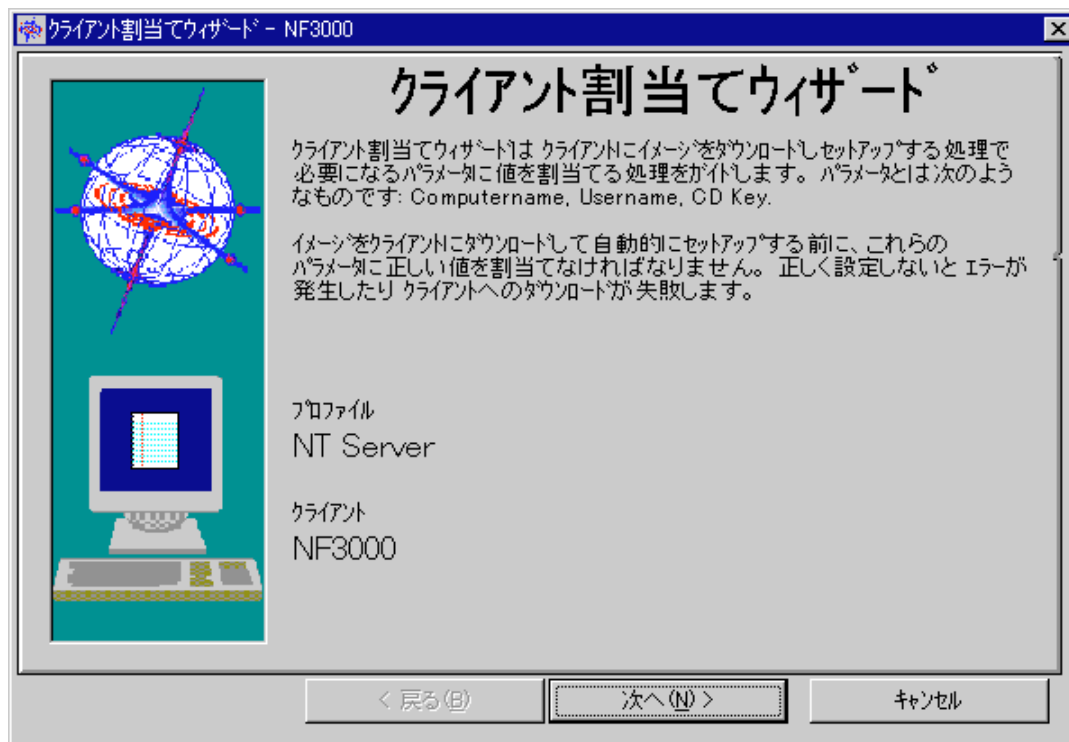 ｸﾗｲｱﾝﾄ割当てｳｨｻﾞｰﾄﾞ - NF3000
ｸﾗｲｱﾝﾄ割当てｳｨｻﾞｰﾄﾞ
ｸﾗｲｱﾝﾄ割当てｳｨｻﾞｰﾄﾞは ｸﾗｲｱﾝﾄにｲﾒｰｼﾞをﾀﾞｳﾝﾛｰﾄﾞしｾｯﾄｱｯﾌﾟする処理で
必要になるﾊﾟﾗﾒｰﾀに値を割当てる処理をｶﾞｲﾄﾞします。 ﾊﾟﾗﾒｰﾀとは次のよう
なものです: Computername, Username, CD Key.
ｲﾒｰｼﾞをｸﾗｲｱﾝﾄにﾀﾞｳﾝﾛｰﾄﾞして自動的にｾｯﾄｱｯﾌﾟする前に、これらの
ﾊﾟﾗﾒｰﾀに正しい値を割当てなければなりません。 正しく設定しないと ｴﾗｰが
発生したり ｸﾗｲｱﾝﾄへのﾀﾞｳﾝﾛｰﾄﾞが失敗します。
ﾌﾟﾛﾌｧｲﾙ
NT Server
ｸﾗｲｱﾝﾄ
NF3000
< 戻る(B)
次へ(N) >
ｷｬﾝｾﾙ